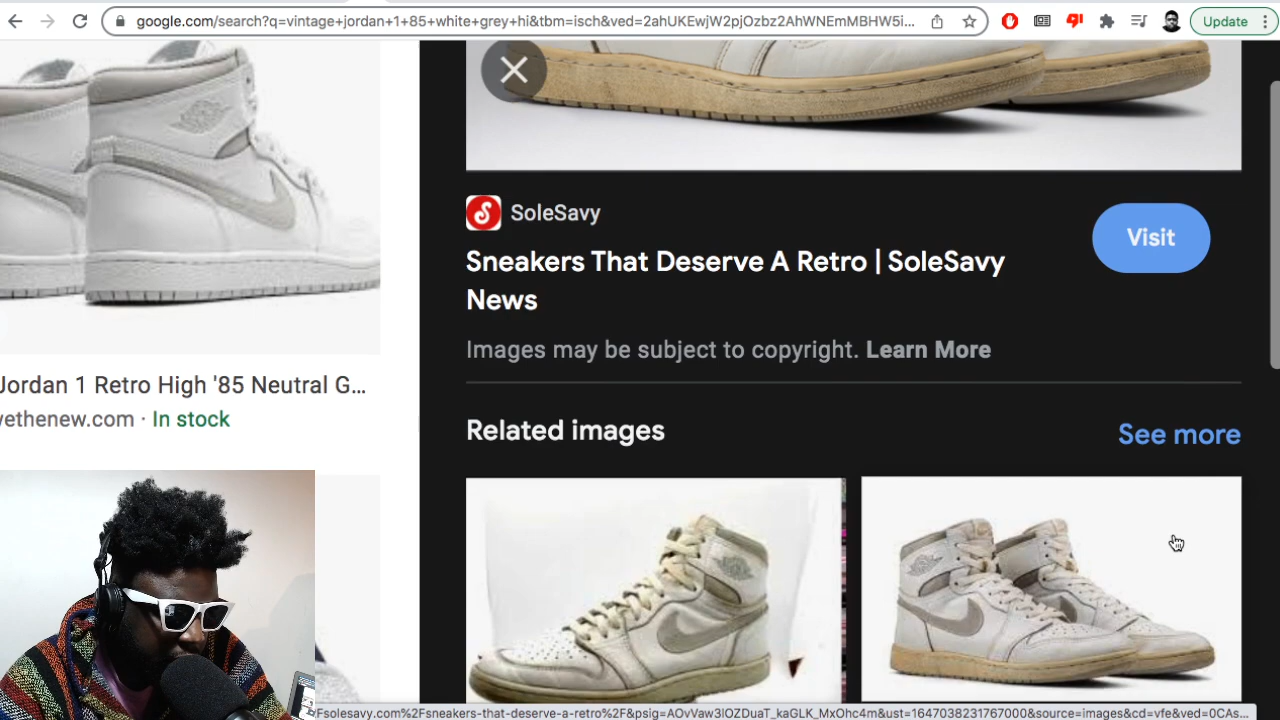 google.com/search?q=vintage+jordan+1+85+white+grey+hi&tbm=isch&ved=2ahUKEwjW2pjOzbz2AhWNEmMBHW5i...
Update
SoleSavy
Visit
Sneakers That Deserve A Retro | SoleSavy
News
Images may be subject to copyright. Learn More
Jordan 1 Retro High '85 Neutral G...
wethenew.com · In stock
Related images
See more
Fsolesavy.com%2Fsneakers-that-deserve-a-retro%2F&psig=AOvVaw3lOZDuaT_kaGLK_MxOhc4m&ust=1647038231767000&source=images&cd=vfe&ved=0CAs...